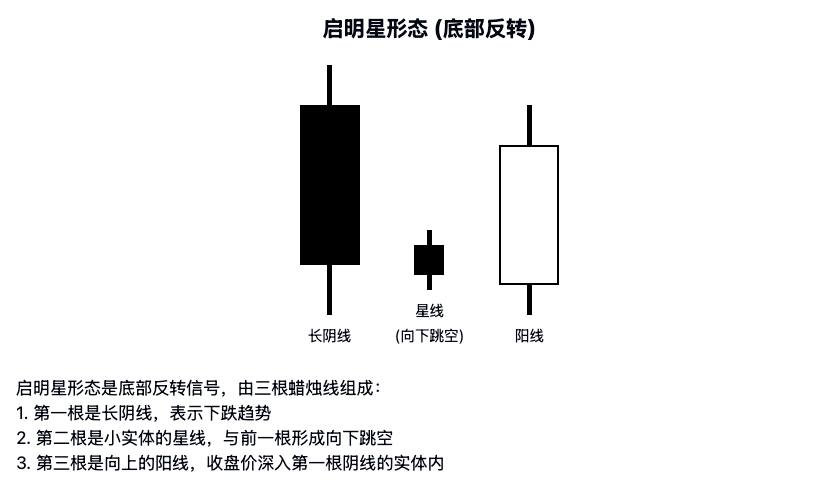 启明星形态 (底部反转)
星线
长阴线
(向下跳空)
阳线
启明星形态是底部反转信号，由三根蜡烛线组成：
1. 第一根是长阴线，表示下跌趋势
2. 第二根是小实体的星线，与前一根形成向下跳空
3. 第三根是向上的阳线，收盘价深入第一根阴线的实体内